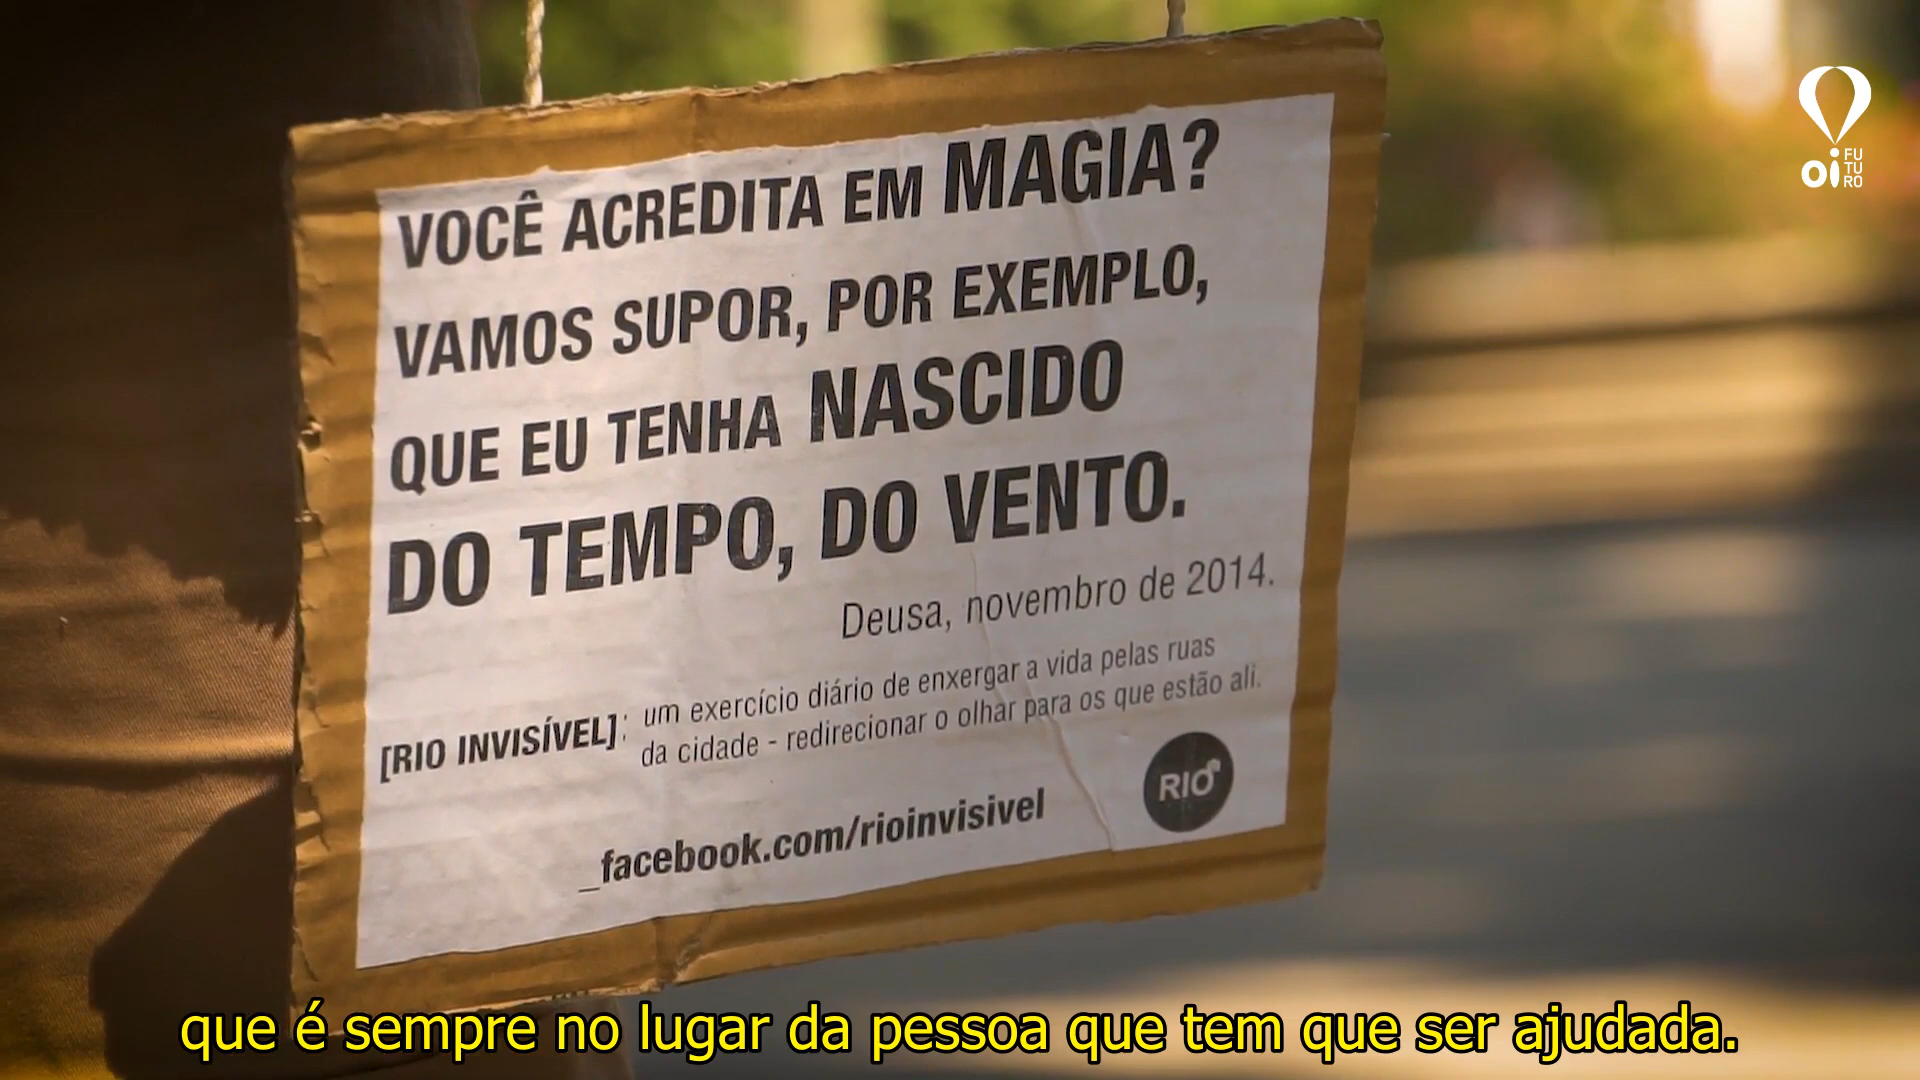 VOCÊ ACREDITA EM MAGIA?
VAMOS SUPOR, POR EXEMPLO,
QUE EU TENHA NASCIDO
DO TEMPO, DO VENTO.
Deusa, novembro de 2014.
[RIO INVISÍVEL]: um exercício diário de enxergar a vida pelas ruas
da cidade - redirecionar o olhar para os que estão ali.
RIO
_facebook.com/rioinvisivel
oi FU
TU
RO
que é sempre no lugar da pessoa que tem que ser ajudada.